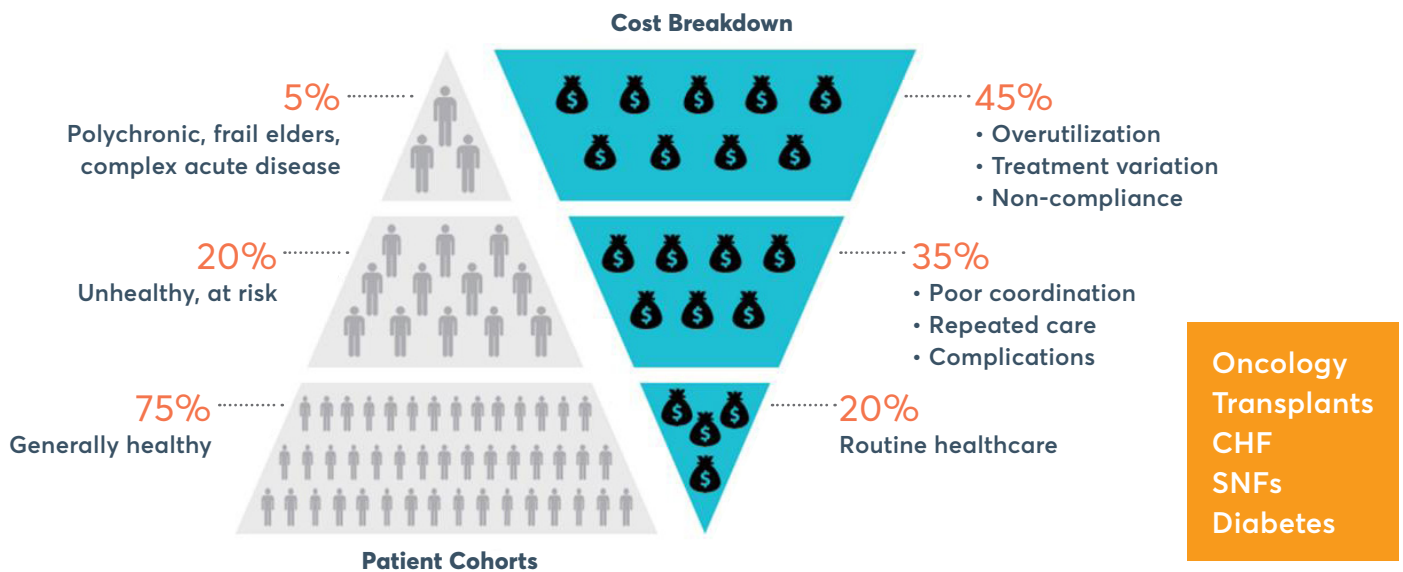 Cost Breakdown
5%
Polychronic, frail elders,
complex acute disease
45%
• Overutilization
• Treatment variation
• Non-compliance
20%
Unhealthy, at risk
35%
• Poor coordination
• Repeated care
• Complications
75%
Generally healthy
20%
Routine healthcare
Patient Cohorts
Oncology
Transplants
CHF
SNFs
Diabetes